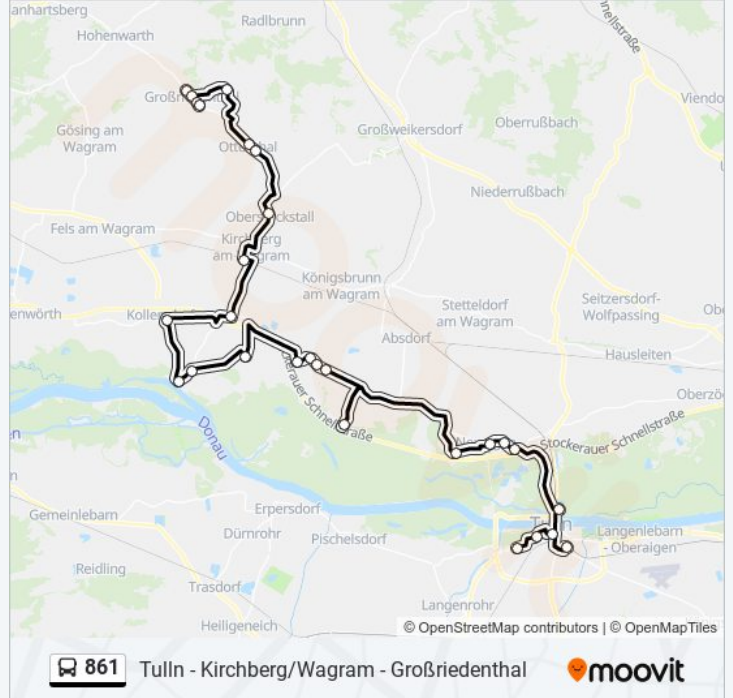 anhartsberg
Radlbrunn
Hohenwarth
nellstraße
Viendo
Gösing am
Wagram
Großweikersdorf
Oberrußbach
Niederrußbach
Fels am Wagram
Königsbrunn
am Wagram
Stetteldorf
am Wagram
Seitzersdorf-
Wolfpassing
enwörth
Absdorf
Hausleiten
Stockerauer Schnellstraße
Donau
Erpersdorf
Gemeinlebarn
Dürnrohr
Pischelsdorf
Tulln
Langenlebarn
- Oberaigen
Reidling
Trasdorf
Langenrohr
Heiligeneich
© OpenStreetMap contributors | © OpenMapTiles
861 Tulln - Kirchberg/Wagram - Großriedenthal
moovit